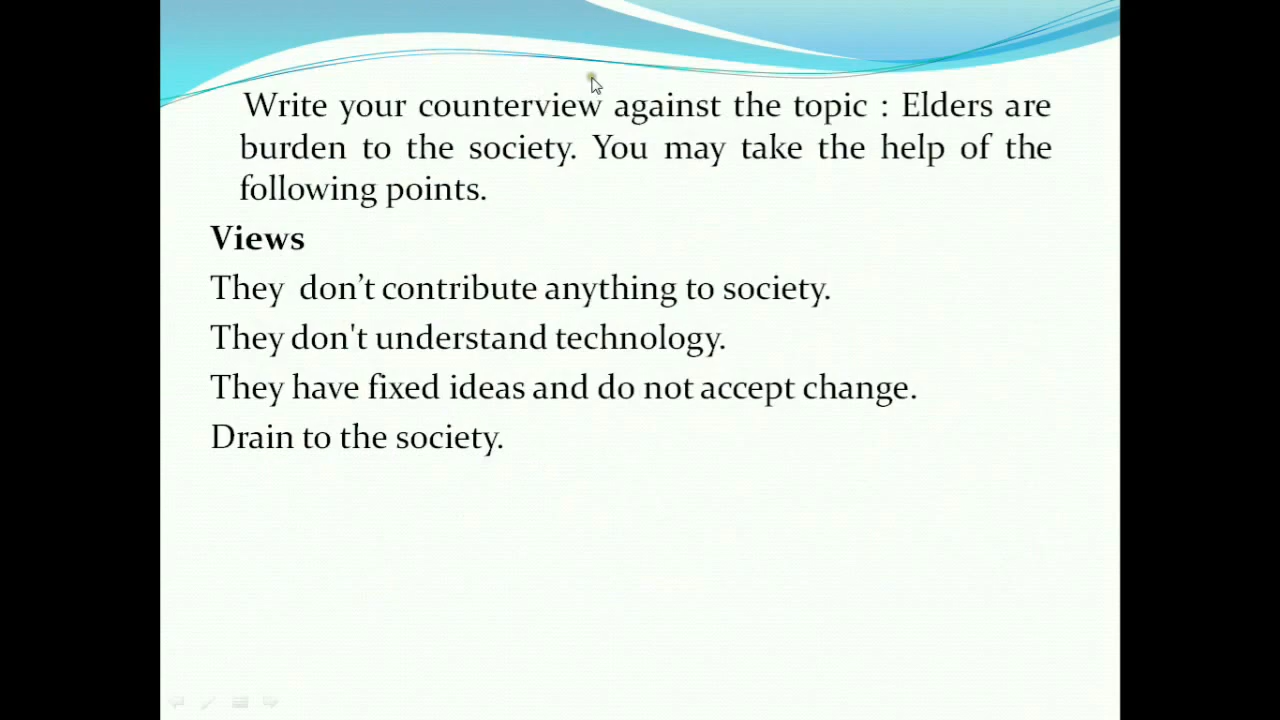 Write your counterview against the topic : Elders are
burden to the society. You may take the help of the
following points.
Views
They  don’t contribute anything to society.
They don't understand technology.
They have fixed ideas and do not accept change.
Drain to the society.